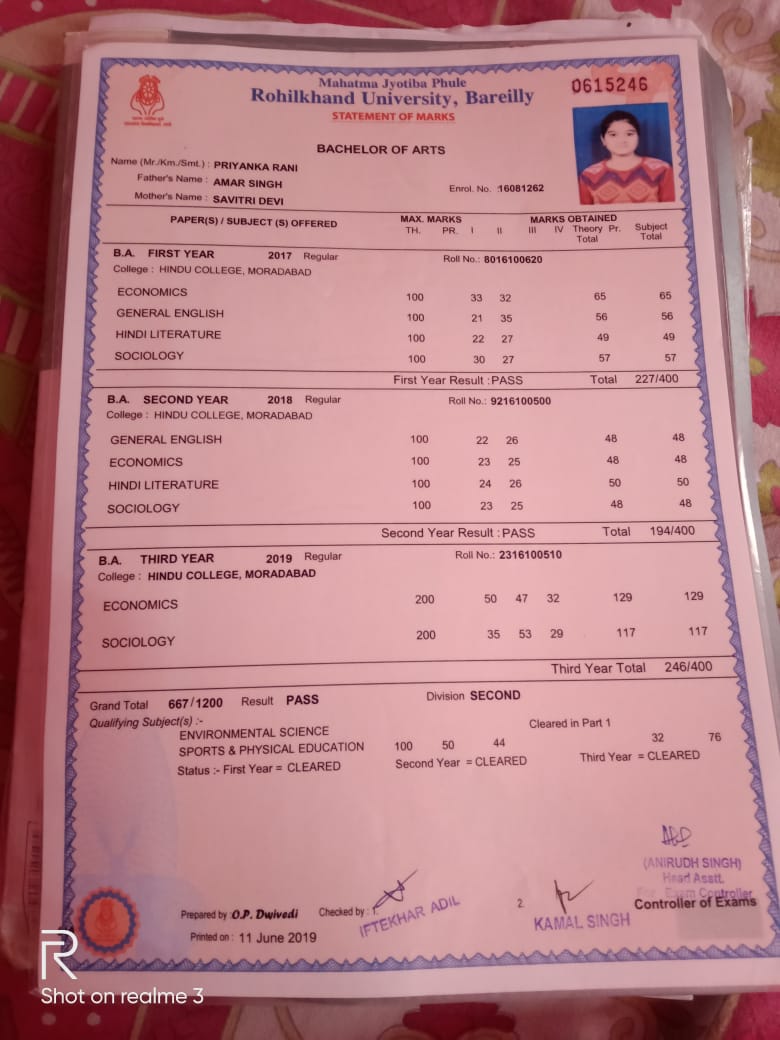 Mahatma Jyotiba Phule
Rohilkhand University, Bareilly
STATEMENT OF MARKS
0615246
BACHELOR OF ARTS
Name (Mr./Km./Smt.) : PRIYANKA RANI
Father's Name : AMAR SINGH
Mother's Name : SAVITRI DEVI
Enrol. No. :16081262
PAPER(S) / SUBJECT (S) OFFERED MAX. MARKS MARKS OBTAINED Subject Total
TH. PR. I II III IV Theory Pr. Total
B.A. FIRST YEAR 2017 Regular Roll No.: 8016100620
College : HINDU COLLEGE, MORADABAD
ECONOMICS 100 33 32 65 65
GENERAL ENGLISH 100 21 35 56 56
HINDI LITERATURE 100 22 27 49 49
SOCIOLOGY 100 30 27 57 57
First Year Result :PASS Total 227/400
B.A. SECOND YEAR 2018 Regular Roll No.: 9216100500
College : HINDU COLLEGE, MORADABAD
GENERAL ENGLISH 100 22 26 48 48
ECONOMICS 100 23 25 48 48
HINDI LITERATURE 100 24 26 50 50
SOCIOLOGY 100 23 25 48 48
Second Year Result :PASS Total 194/400
B.A. THIRD YEAR 2019 Regular Roll No.: 2316100510
College : HINDU COLLEGE, MORADABAD
ECONOMICS 200 50 47 32 129 129
SOCIOLOGY 200 35 53 29 117 117
Third Year Total 246/400
Grand Total 667/1200 Result PASS Division SECOND
Qualifying Subject(s) :-
ENVIRONMENTAL SCIENCE Cleared in Part 1
SPORTS & PHYSICAL EDUCATION 100 50 44 32 76
Status :- First Year = CLEARED Second Year = CLEARED Third Year = CLEARED
(ANIRUDH SINGH)
Head Asstt.
For Exam Controller
Controller of Exams
Prepared by :O.P. Dwivedi Checked by : 1. IFTEKHAR ADIL 2. KAMAL SINGH
Printed on : 11 June 2019
R
Shot on realme 3